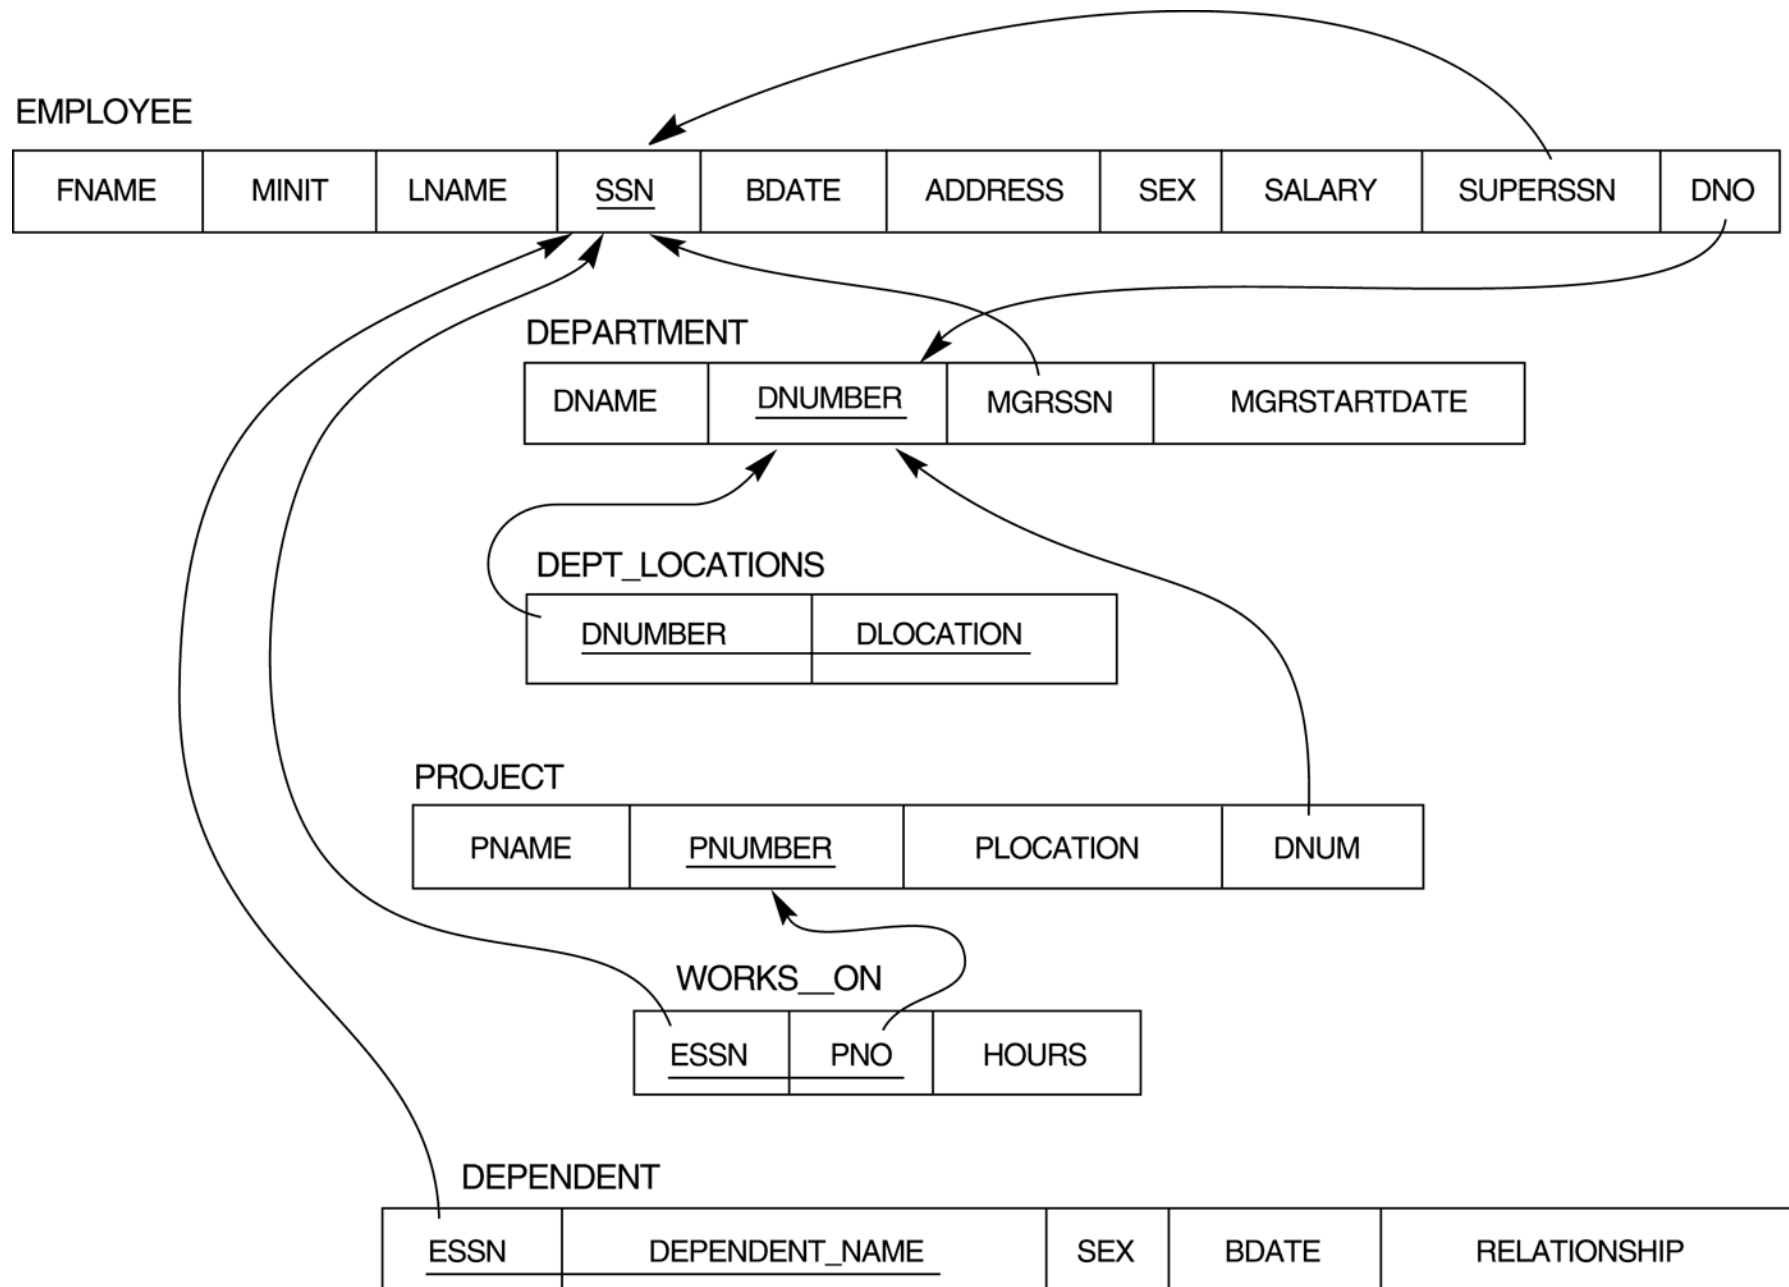 EMPLOYEE
FNAME MINIT LNAME SSN BDATE ADDRESS SEX SALARY SUPERSSN DNO
DEPARTMENT
DNAME DNUMBER MGRSSN MGRSTARTDATE
DEPT_LOCATIONS
DNUMBER DLOCATION
PROJECT
PNAME PNUMBER PLOCATION DNUM
WORKS__ON
ESSN PNO HOURS
DEPENDENT
ESSN DEPENDENT_NAME SEX BDATE RELATIONSHIP